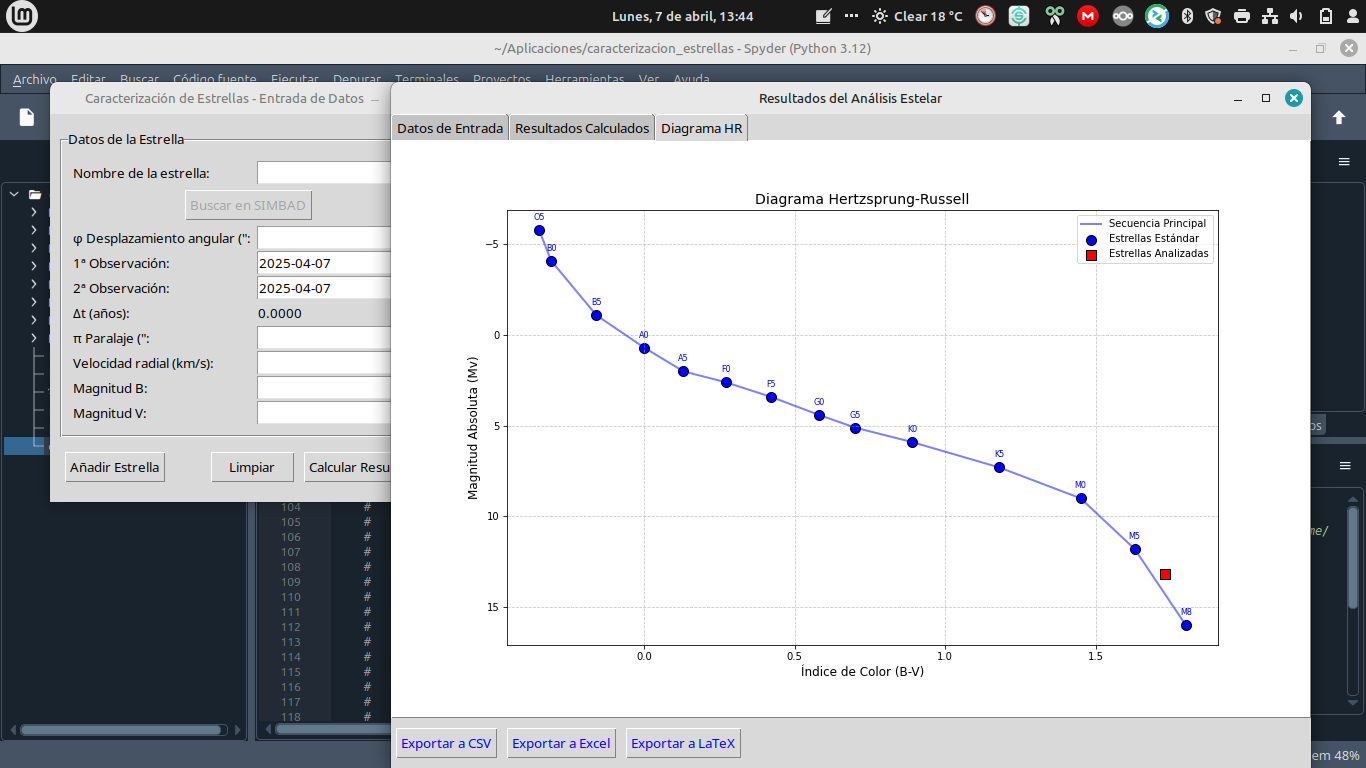 Lunes, 7 de abril, 13:44
Clear 18 °C
~/Aplicaciones/caracterizacion_estrellas - Spyder (Python 3.12)
Archivo Editar Buscar Código fuente Ejecutar Depurar Terminales Proyectos Herramientas Ver Ayuda
Caracterización de Estrellas - Entrada de Datos
Datos de la Estrella
Nombre de la estrella:
Buscar en SIMBAD
φ Desplazamiento angular (":
1ª Observación: 2025-04-07
2ª Observación: 2025-04-07
Δt (años): 0.0000
π Paralaje (":
Velocidad radial (km/s):
Magnitud B:
Magnitud V:
Añadir Estrella Limpiar Calcular Resu
104 #
105 #
106 #
107 #
108 #
109 #
110 #
111 #
112 #
113 #
114 #
115 #
116 #
117 #
118 #
Resultados del Análisis Estelar
Datos de Entrada Resultados Calculados Diagrama HR
Diagrama Hertzsprung-Russell
Secuencia Principal
Estrellas Estándar
Estrellas Analizadas
Magnitud Absoluta (Mv)
−5
0
5
10
15
O5
B0
B5
A0
A5
F0
F5
G0
G5
K0
K5
M0
M5
M8
0.0 0.5 1.0 1.5
Índice de Color (B-V)
Exportar a CSV Exportar a Excel Exportar a LaTeX
os
me/
em 48%